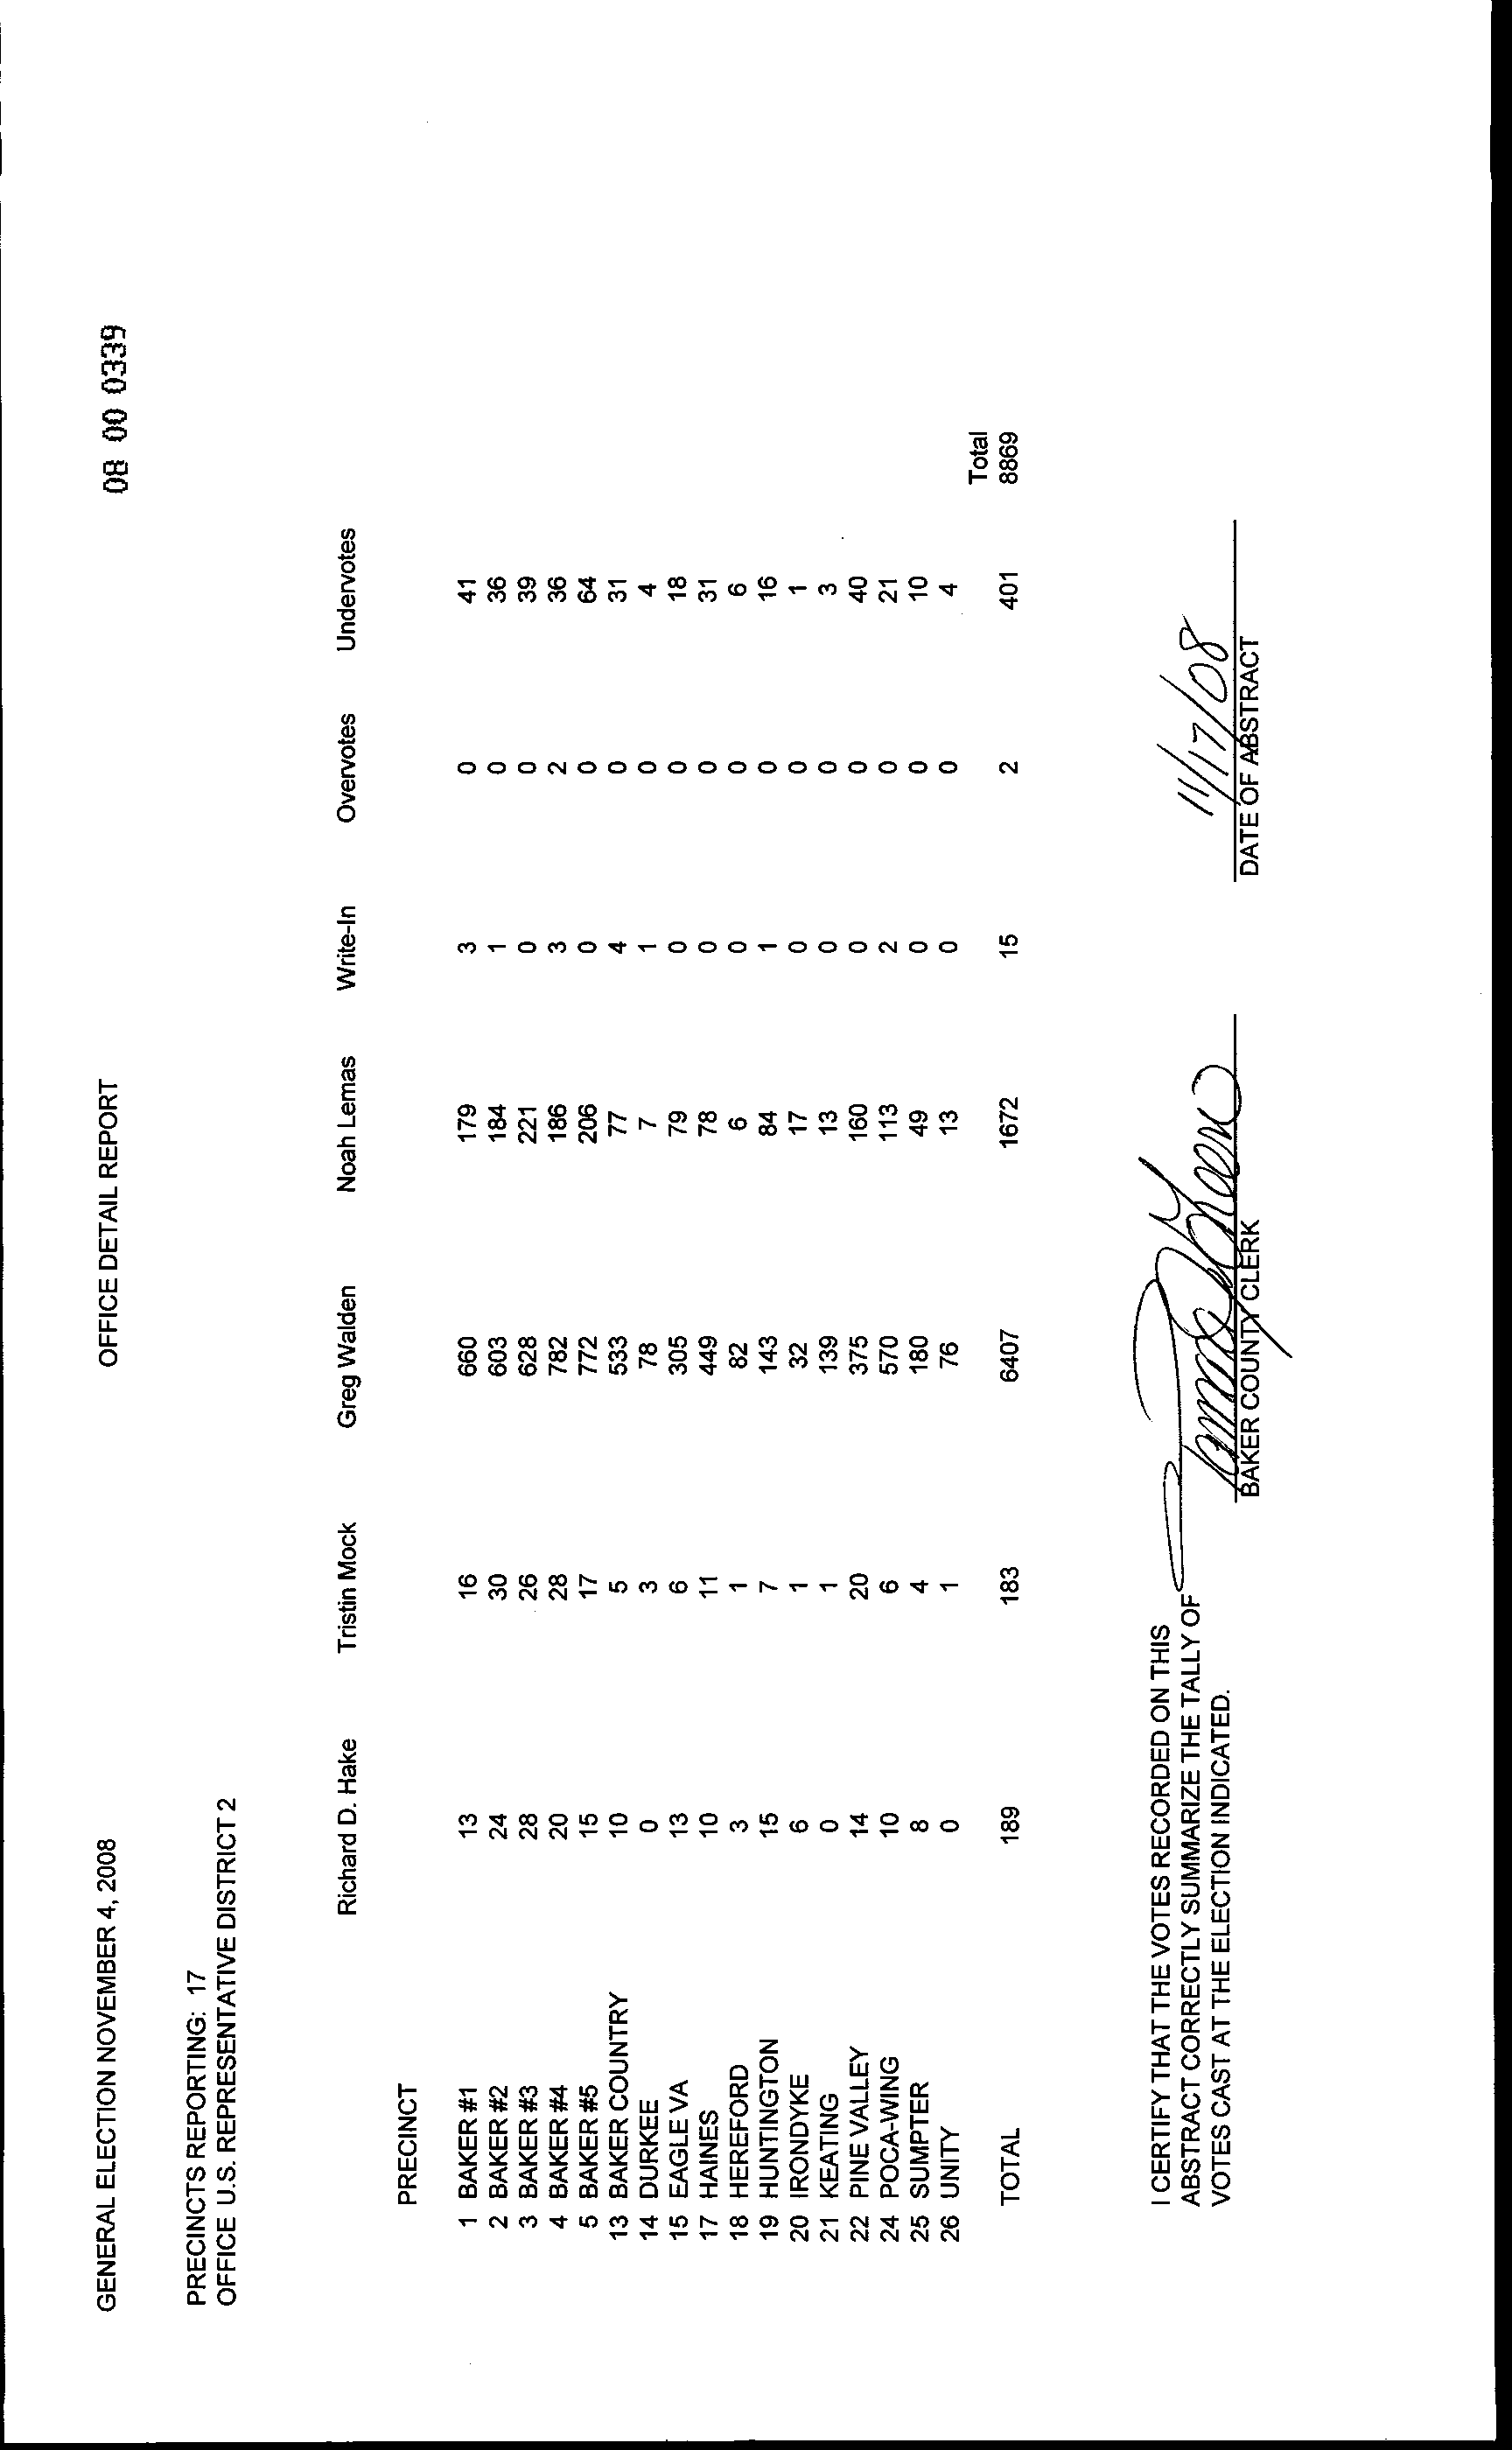 GENERAL ELECTION NOVEMBER 4, 2008 OFFICE DETAIL REPORT 08 00 0339
PRECINCTS REPORTING: 17
OFFICE U.S. REPRESENTATIVE DISTRICT 2
Richard D. Hake Tristin Mock Greg Walden Noah Lemas Write-In Overvotes Undervotes
PRECINCT
1 BAKER #1 13 16 660 179 3 0 41
2 BAKER #2 24 30 603 184 1 0 36
3 BAKER #3 28 26 628 221 0 0 39
4 BAKER #4 20 28 782 186 3 2 36
5 BAKER #5 15 17 772 206 0 0 64
13 BAKER COUNTRY 10 5 533 77 4 0 31
14 DURKEE 0 3 78 7 1 0 4
15 EAGLE VA 13 6 305 79 0 0 18
17 HAINES 10 11 449 78 0 0 31
18 HEREFORD 3 1 82 6 0 0 6
19 HUNTINGTON 15 7 143 84 1 0 16
20 IRONDYKE 6 1 32 17 0 0 1
21 KEATING 0 1 139 13 0 0 3
22 PINE VALLEY 14 20 375 160 0 0 40
24 POCA-WING 10 6 570 113 2 0 21
25 SUMPTER 8 4 180 49 0 0 10
26 UNITY 0 1 76 13 0 0 4
Total
TOTAL 189 183 6407 1672 15 2 401 8869
I CERTIFY THAT THE VOTES RECORDED ON THIS
ABSTRACT CORRECTLY SUMMARIZE THE TALLY OF
VOTES CAST AT THE ELECTION INDICATED.
11/17/08
BAKER COUNTY CLERK DATE OF ABSTRACT